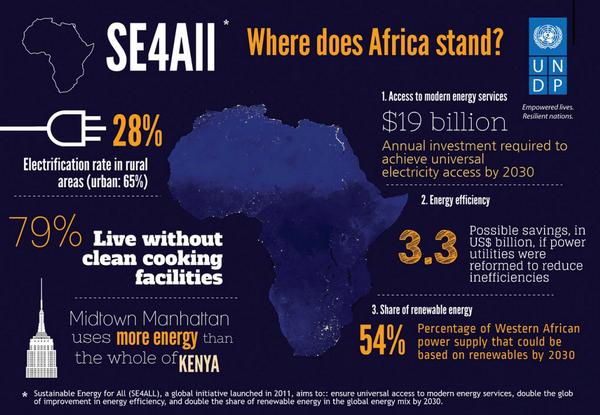 SE4All *
Where does Africa stand?
UN
DP
Empowered lives.
Resilient nations.
28%
Electrification rate in rural
areas (urban: 65%)
79% Live without
clean cooking
facilities
Midtown Manhattan
uses more energy than
the whole of KENYA
1. Access to modern energy services
$19 billion
Annual investment required to
achieve universal
electricity access by 2030
2. Energy efficiency
3.3
Possible savings, in
US$ billion, if power
utilities were
reformed to reduce
inefficiencies
3. Share of renewable energy
54%
Percentage of Western African
power supply that could be
based on renewables by 2030
* Sustainable Energy for All (SE4ALL), a global initiative launched in 2011, aims to:: ensure universal access to modern energy services, double the glob
of improvement in energy efficiency, and double the share of renewable energy in the global energy mix by 2030.